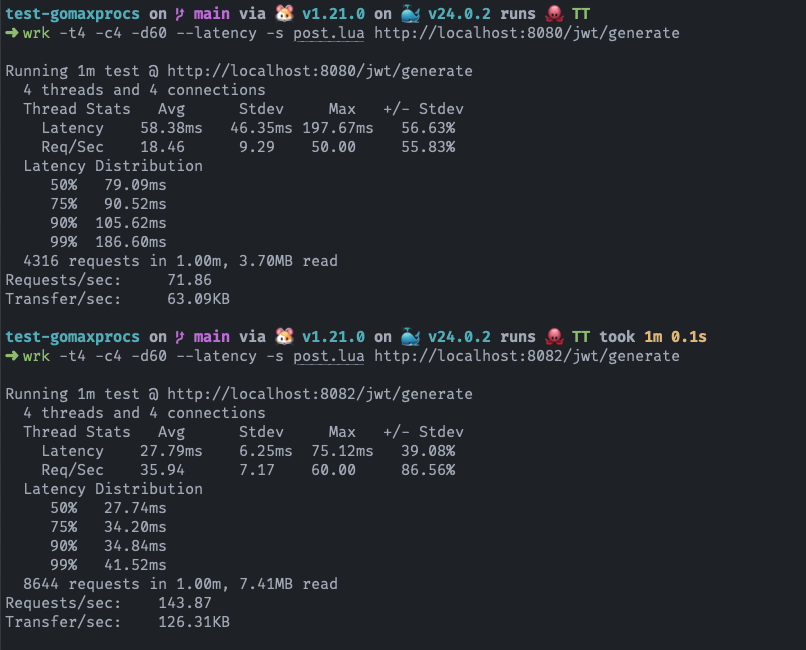 test-gomaxprocs on main via 🐹 v1.21.0 on 🐳 v24.0.2 runs 🐙 TT
➜ wrk -t4 -c4 -d60 --latency -s post.lua http://localhost:8080/jwt/generate
Running 1m test @ http://localhost:8080/jwt/generate
4 threads and 4 connections
Thread Stats Avg Stdev Max +/- Stdev
Latency 58.38ms 46.35ms 197.67ms 56.63%
Req/Sec 18.46 9.29 50.00 55.83%
Latency Distribution
50% 79.09ms
75% 90.52ms
90% 105.62ms
99% 186.60ms
4316 requests in 1.00m, 3.70MB read
Requests/sec: 71.86
Transfer/sec: 63.09KB
test-gomaxprocs on main via 🐹 v1.21.0 on 🐳 v24.0.2 runs 🐙 TT took 1m 0.1s
➜ wrk -t4 -c4 -d60 --latency -s post.lua http://localhost:8082/jwt/generate
Running 1m test @ http://localhost:8082/jwt/generate
4 threads and 4 connections
Thread Stats Avg Stdev Max +/- Stdev
Latency 27.79ms 6.25ms 75.12ms 39.08%
Req/Sec 35.94 7.17 60.00 86.56%
Latency Distribution
50% 27.74ms
75% 34.20ms
90% 34.84ms
99% 41.52ms
8644 requests in 1.00m, 7.41MB read
Requests/sec: 143.87
Transfer/sec: 126.31KB